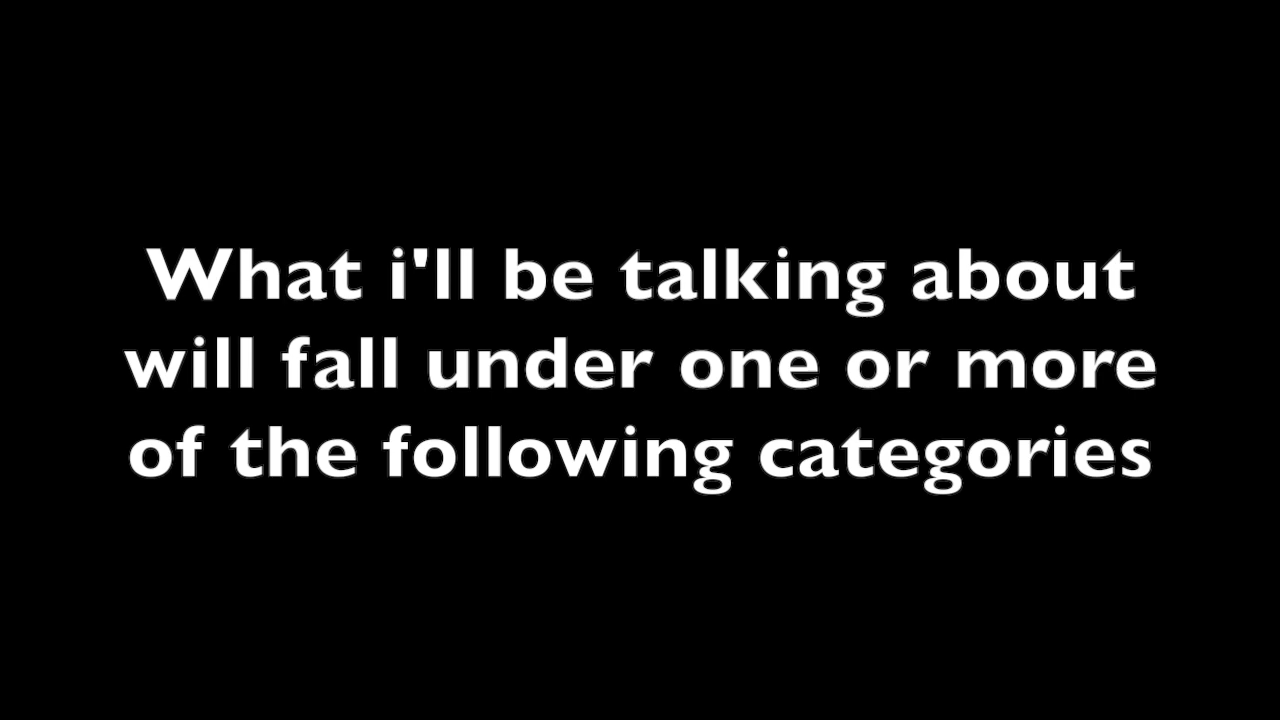 What i'll be talking about
will fall under one or more
of the following categories